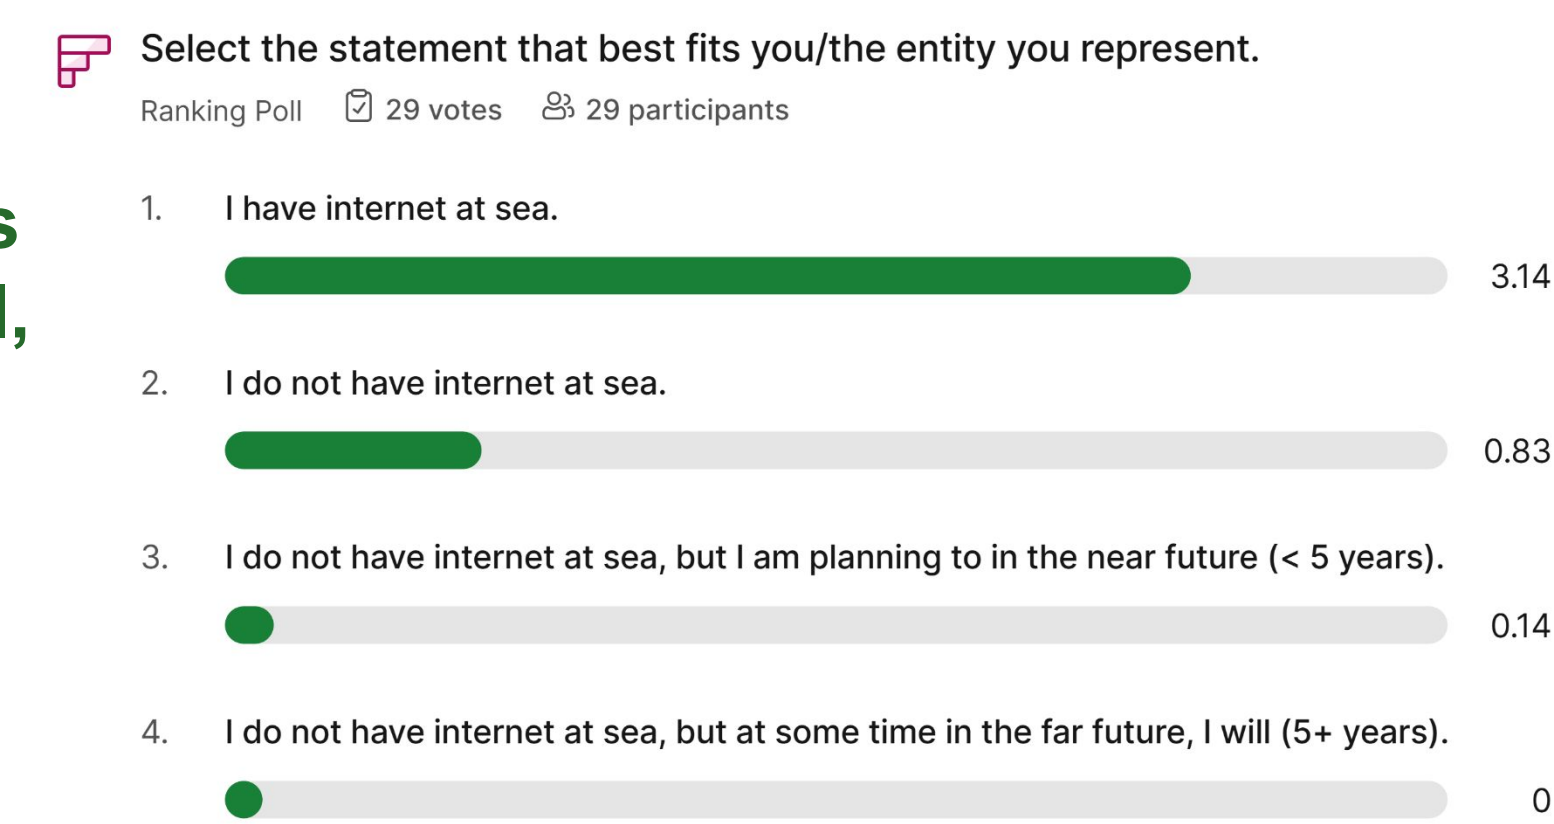 Select the statement that best fits you/the entity you represent.
Ranking Poll 29 votes 29 participants
s
1. I have internet at sea.
3.14
l,
2. I do not have internet at sea.
0.83
3. I do not have internet at sea, but I am planning to in the near future (< 5 years).
0.14
4. I do not have internet at sea, but at some time in the far future, I will (5+ years).
0